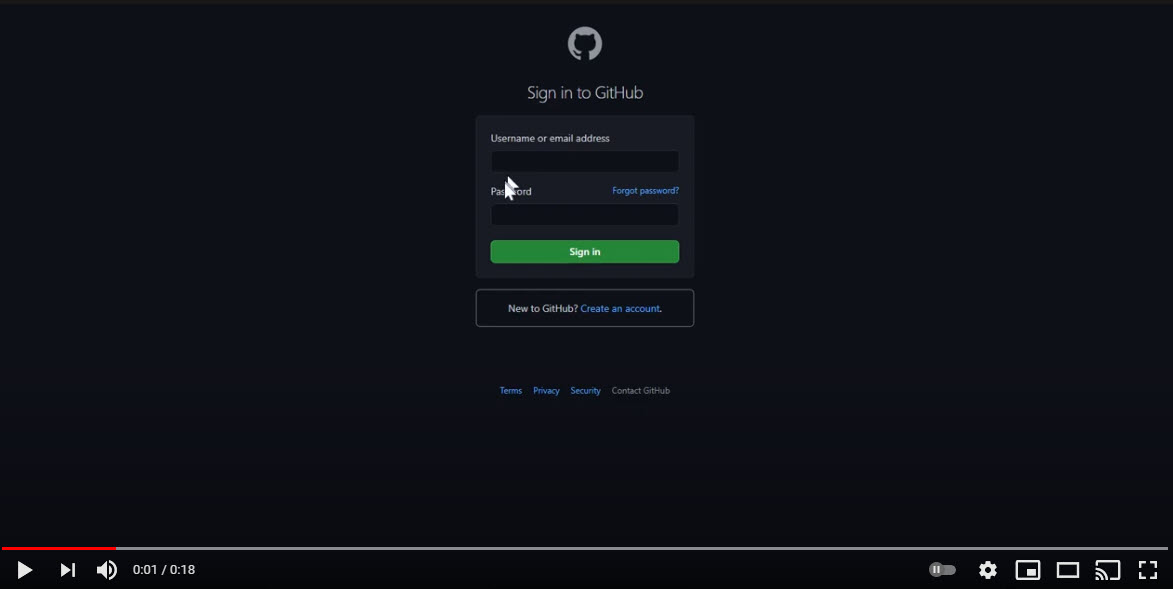 Sign in to GitHub
Username or email address
Password Forgot password?
Sign in
New to GitHub? Create an account.
Terms Privacy Security Contact GitHub
0:01 / 0:18